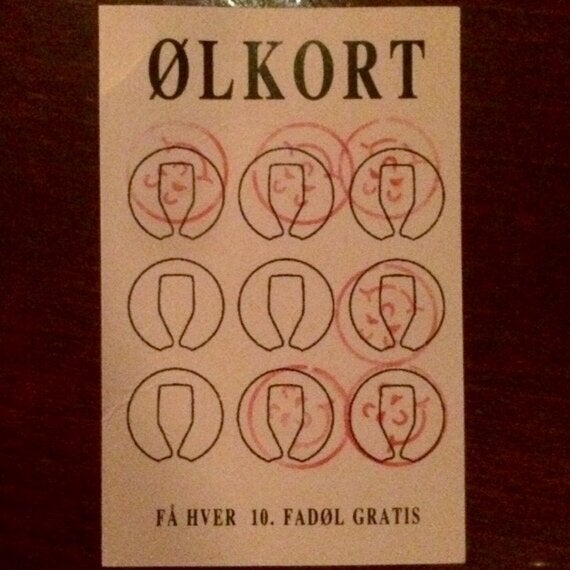 ØLKORT
FÅ HVER 10. FADØL GRATIS